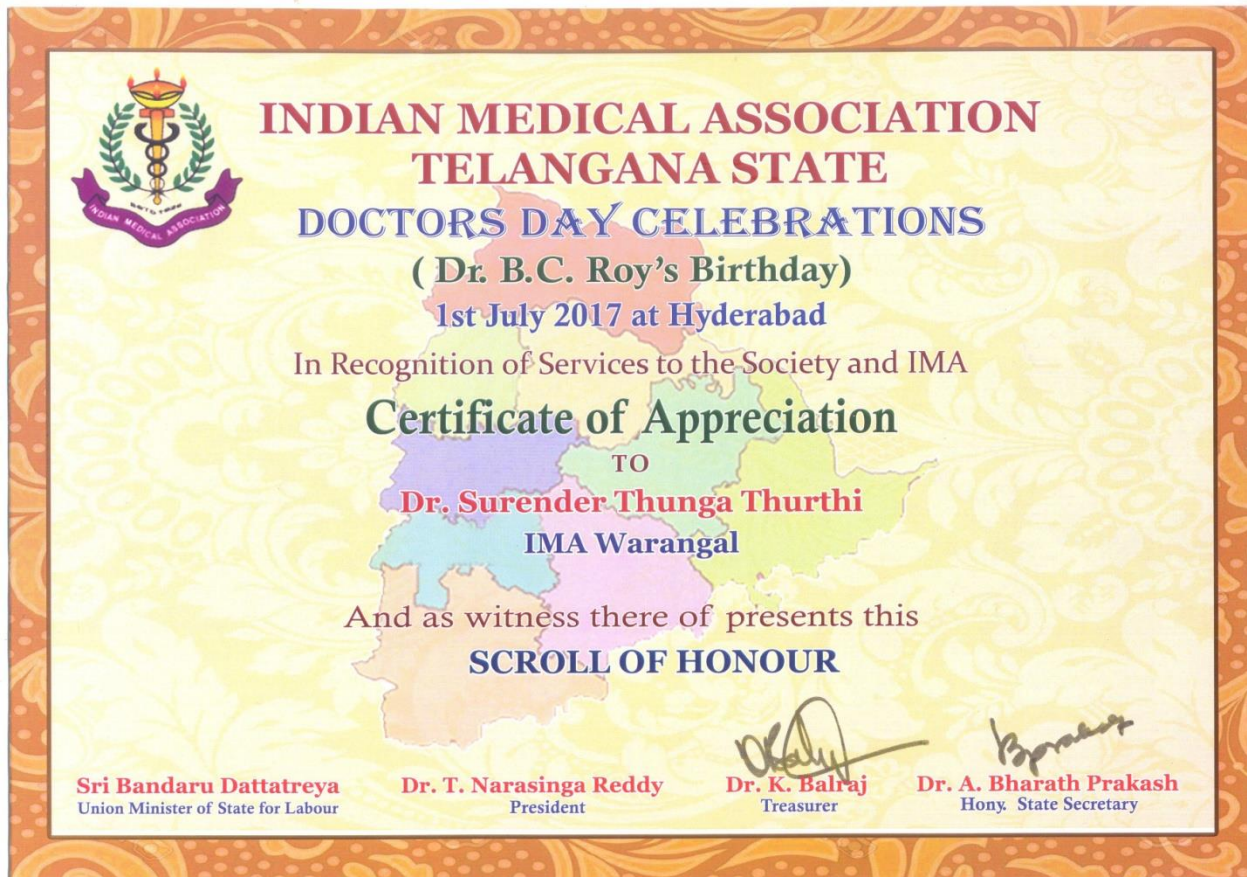 INDIAN MEDICAL ASSOCIATION
TELANGANA STATE
DOCTORS DAY CELEBRATIONS
( Dr. B.C. Roy's Birthday)
1st July 2017 at Hyderabad
In Recognition of Services to the Society and IMA
Certificate of Appreciation
TO
Dr. Surender Thunga Thurthi
IMA Warangal
And as witness there of presents this
SCROLL OF HONOUR
Sri Bandaru Dattatreya
Union Minister of State for Labour
Dr. T. Narasinga Reddy
President
Dr. K. Balraj
Treasurer
Dr. A. Bharath Prakash
Hony. State Secretary
INDIAN MEDICAL ASSOCIATION